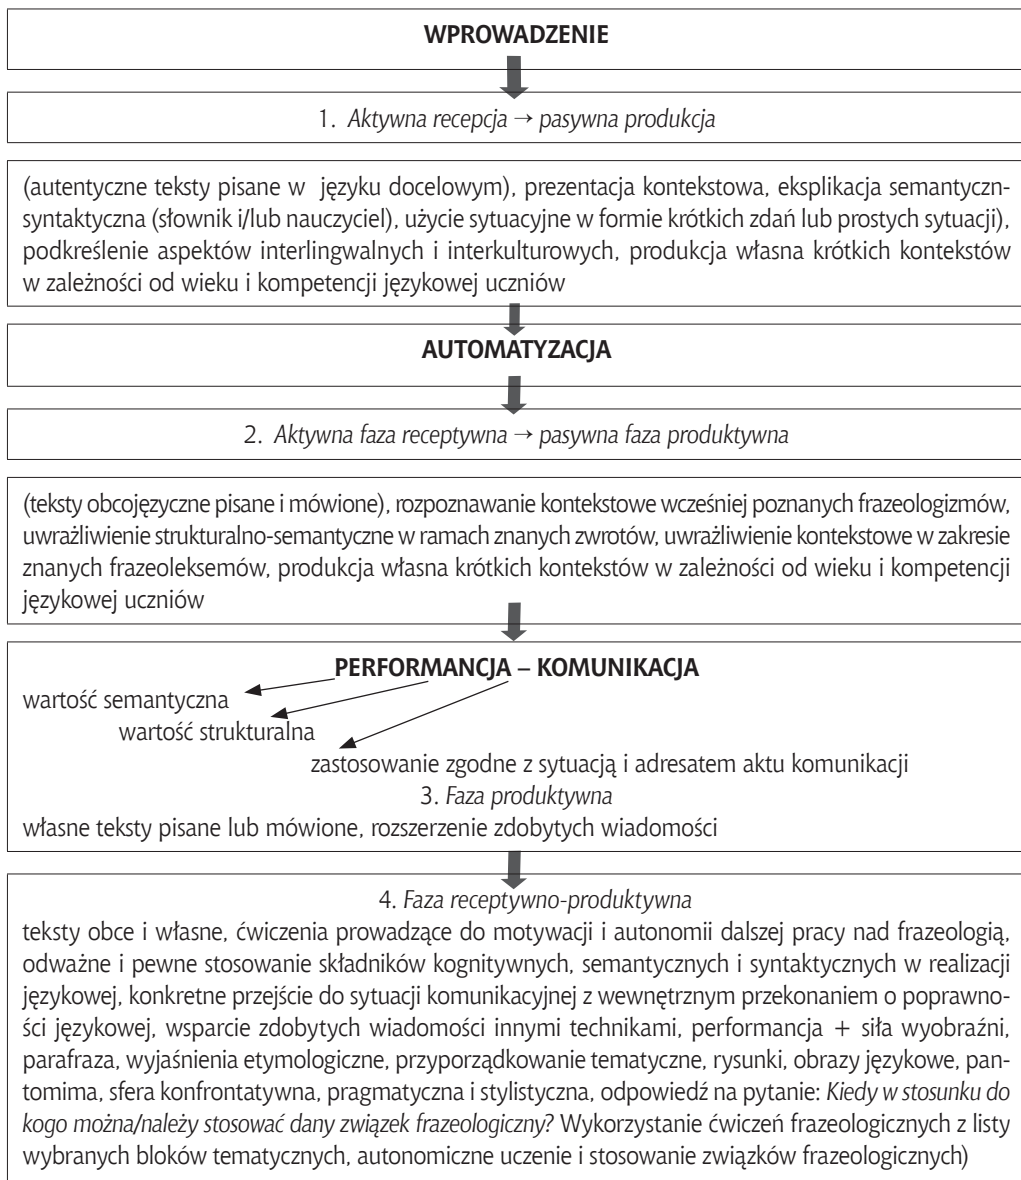 WPROWADZENIE
1. Aktywna recepcja → pasywna produkcja
(autentyczne teksty pisane w języku docelowym), prezentacja kontekstowa, eksplikacja semantyczn-
syntaktyczna (słownik i/lub nauczyciel), użycie sytuacyjne w formie krótkich zdań lub prostych sytuacji),
podkreślenie aspektów interlingwalnych i interkulturowych, produkcja własna krótkich kontekstów
w zależności od wieku i kompetencji językowej uczniów
AUTOMATYZACJA
2. Aktywna faza receptywna → pasywna faza produktywna
(teksty obcojęzyczne pisane i mówione), rozpoznawanie kontekstowe wcześniej poznanych frazeologizmów,
uwrażliwienie strukturalno-semantyczne w ramach znanych zwrotów, uwrażliwienie kontekstowe w zakresie
znanych frazeoleksemów, produkcja własna krótkich kontekstów w zależności od wieku i kompetencji
językowej uczniów
PERFORMANCJA – KOMUNIKACJA
wartość semantyczna
wartość strukturalna
zastosowanie zgodne z sytuacją i adresatem aktu komunikacji
3. Faza produktywna
własne teksty pisane lub mówione, rozszerzenie zdobytych wiadomości
4. Faza receptywno-produktywna
teksty obce i własne, ćwiczenia prowadzące do motywacji i autonomii dalszej pracy nad frazeologią,
odważne i pewne stosowanie składników kognitywnych, semantycznych i syntaktycznych w realizacji
językowej, konkretne przejście do sytuacji komunikacyjnej z wewnętrznym przekonaniem o poprawno-
ści językowej, wsparcie zdobytych wiadomości innymi technikami, performancja + siła wyobraźni,
parafraza, wyjaśnienia etymologiczne, przyporządkowanie tematyczne, rysunki, obrazy językowe, pan-
tomima, sfera konfrontatywna, pragmatyczna i stylistyczna, odpowiedź na pytanie: Kiedy w stosunku do
kogo można/należy stosować dany związek frazeologiczny? Wykorzystanie ćwiczeń frazeologicznych z listy
wybranych bloków tematycznych, autonomiczne uczenie i stosowanie związków frazeologicznych)